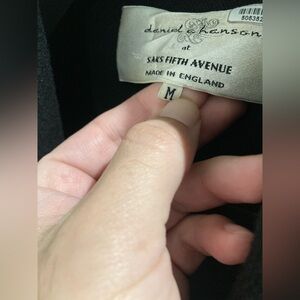 daniel & hanson
at
SAKS FIFTH AVENUE
MADE IN ENGLAND
M